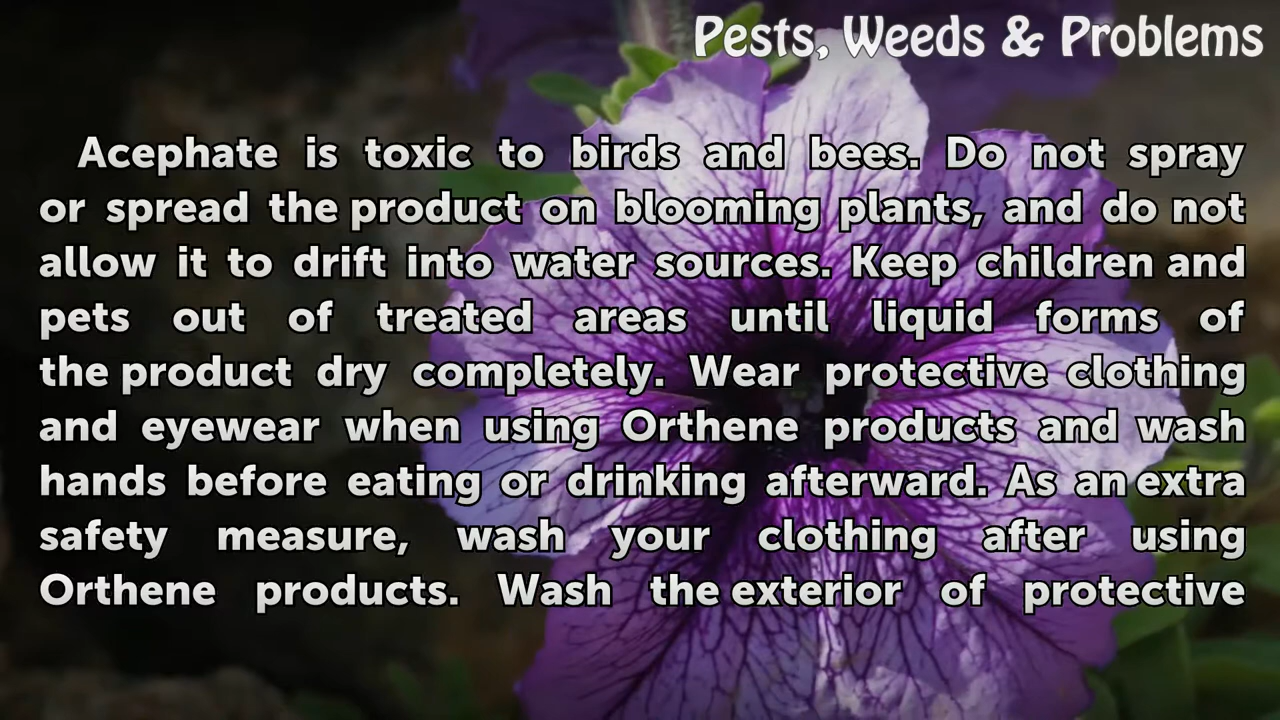 Pests, Weeds & Problems
Acephate is toxic to birds and bees. Do not spray
or spread the product on blooming plants, and do not
allow it to drift into water sources. Keep children and
pets out of treated areas until liquid forms of
the product dry completely. Wear protective clothing
and eyewear when using Orthene products and wash
hands before eating or drinking afterward. As an extra
safety measure, wash your clothing after using
Orthene products. Wash the exterior of protective